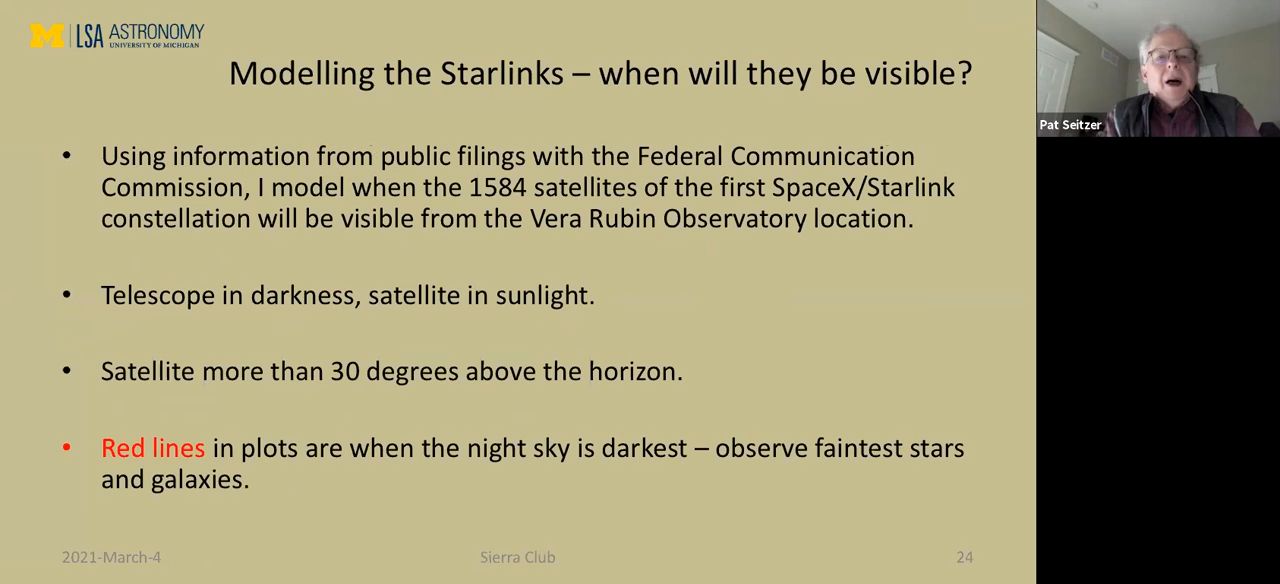 M | LSA ASTRONOMY
UNIVERSITY OF MICHIGAN
Modelling the Starlinks – when will they be visible?
• Using information from public filings with the Federal Communication
Commission, I model when the 1584 satellites of the first SpaceX/Starlink
constellation will be visible from the Vera Rubin Observatory location.
• Telescope in darkness, satellite in sunlight.
• Satellite more than 30 degrees above the horizon.
• Red lines in plots are when the night sky is darkest – observe faintest stars
and galaxies.
2021-March-4
Sierra Club
24
Pat Seitzer